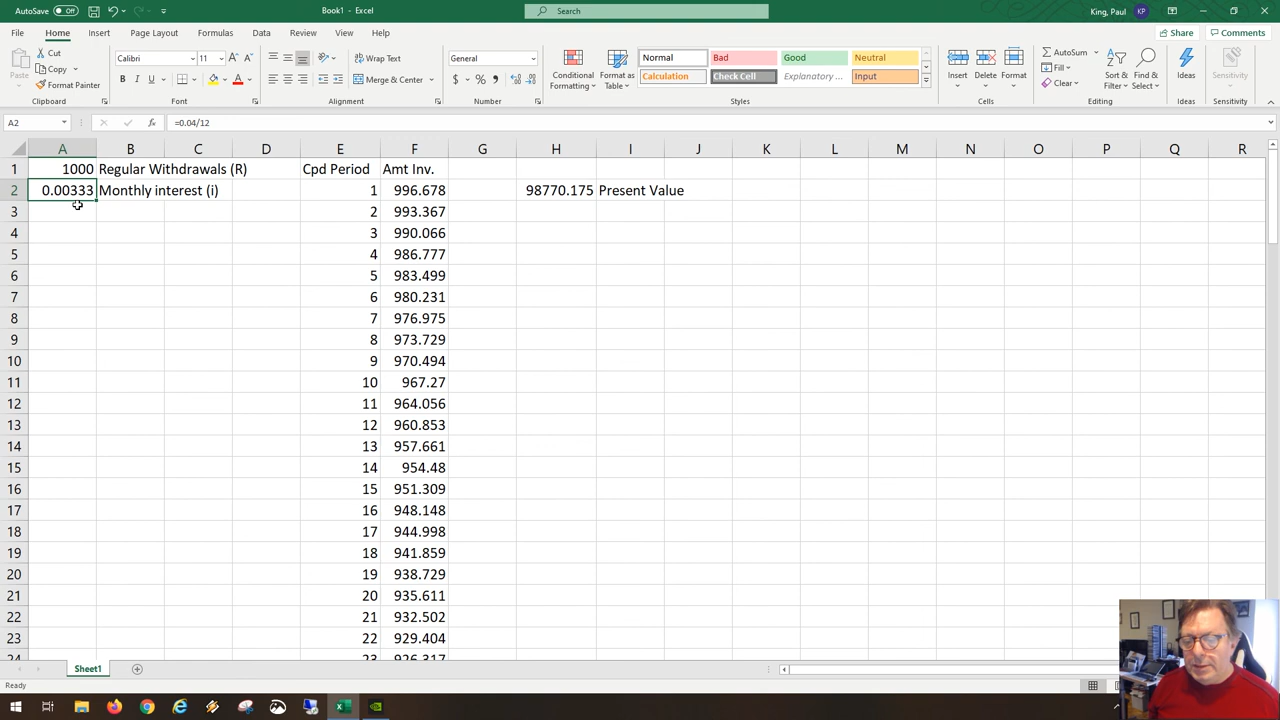 AutoSave Off Book1 - Excel Search King, Paul KP
File Home Insert Page Layout Formulas Data Review View Help Share Comments
Paste Cut Copy Format Painter Clipboard
Calibri 11 B I U Font
Wrap Text Merge & Center Alignment
General $ % Number
Conditional Formatting Format as Table
Normal Bad Good Neutral
Calculation Check Cell Explanatory ... Input
Styles
Insert Delete Format Cells
AutoSum Fill Clear Sort & Filter Find & Select Editing
Ideas Ideas
Sensitivity Sensitivity
A2 fx =0.04/12
A B C D E F G H I J K L M N O P Q R
1 1000 Regular Withdrawals (R) Cpd Period Amt Inv.
2 0.00333 Monthly interest (i) 1 996.678 98770.175 Present Value
3 2 993.367
4 3 990.066
5 4 986.777
6 5 983.499
7 6 980.231
8 7 976.975
9 8 973.729
10 9 970.494
11 10 967.27
12 11 964.056
13 12 960.853
14 13 957.661
15 14 954.48
16 15 951.309
17 16 948.148
18 17 944.998
19 18 941.859
20 19 938.729
21 20 935.611
22 21 932.502
23 22 929.404
24 23 926.317
Sheet1
Ready